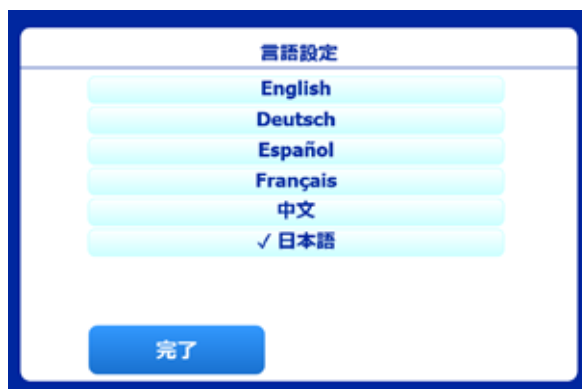 言語設定
English
Deutsch
Español
Français
中文
✓ 日本語
完了